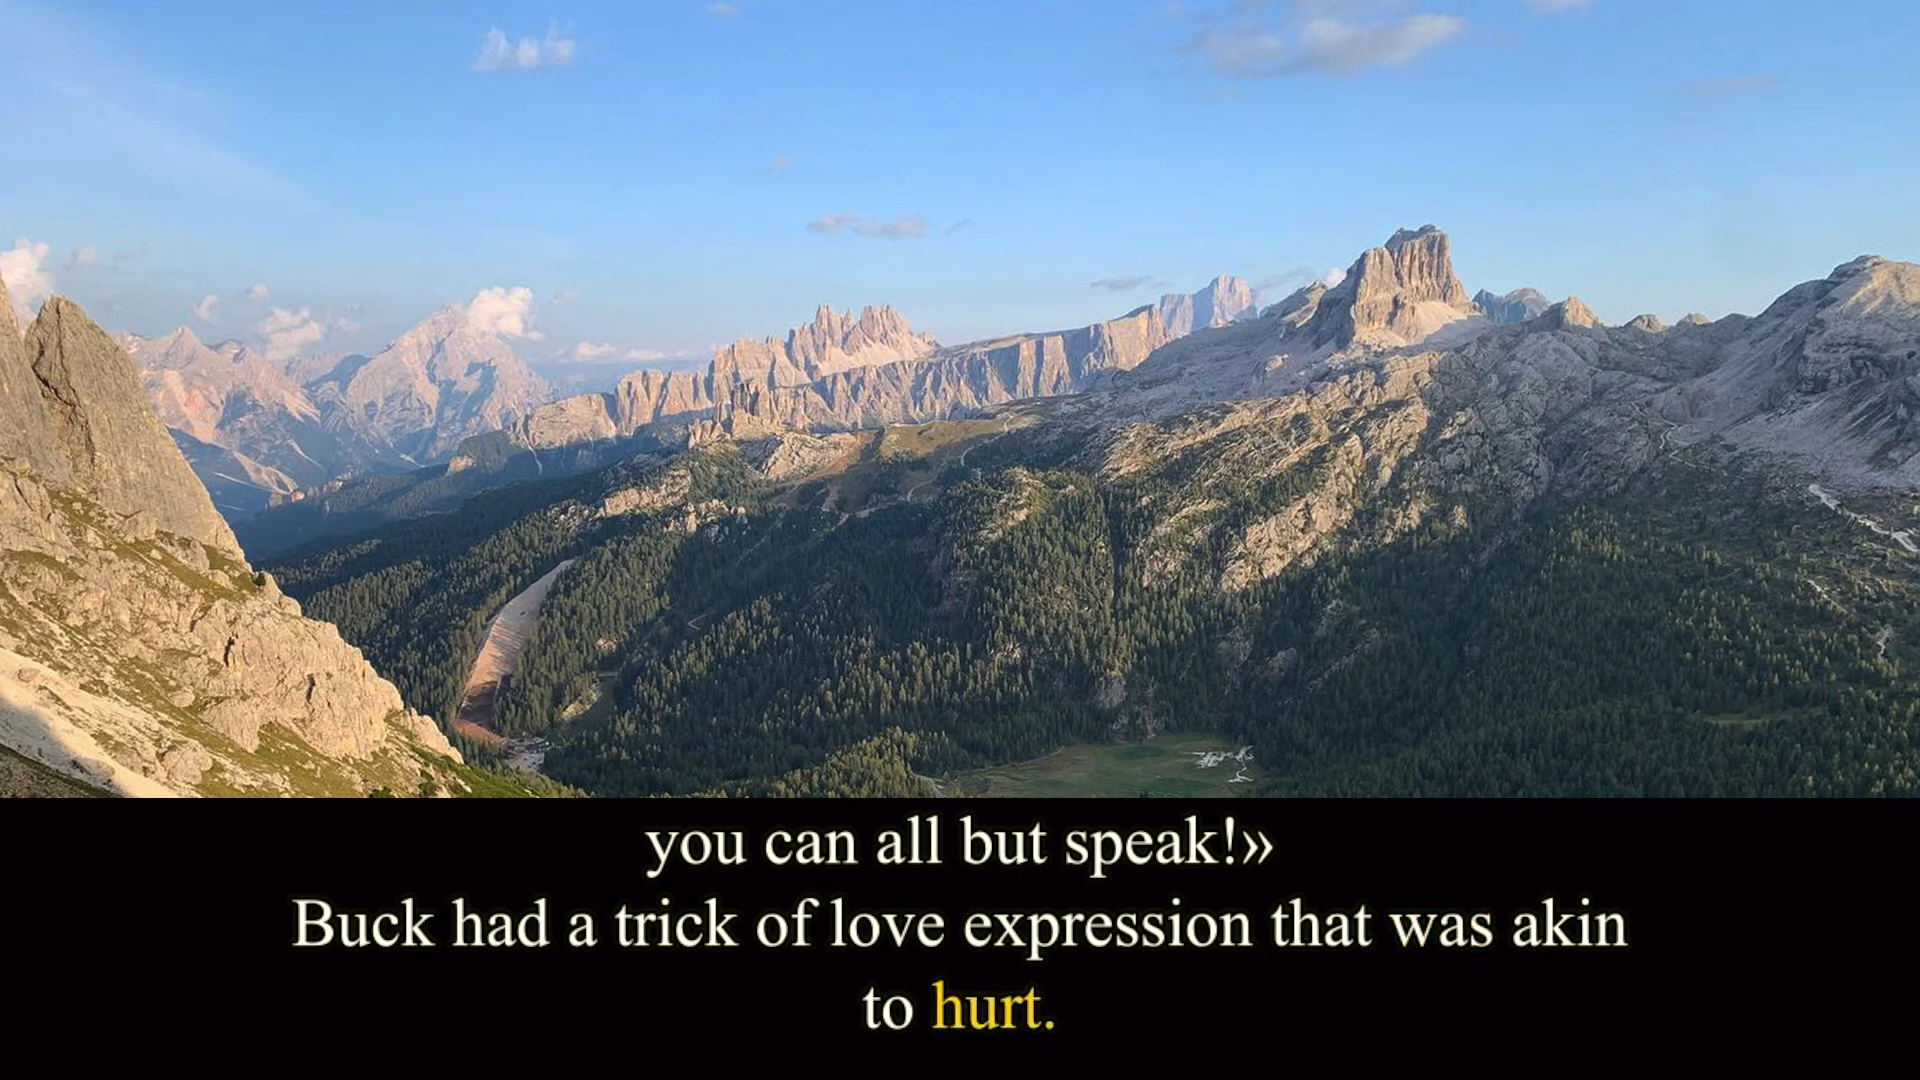 you can all but speak!»
Buck had a trick of love expression that was akin
to hurt.